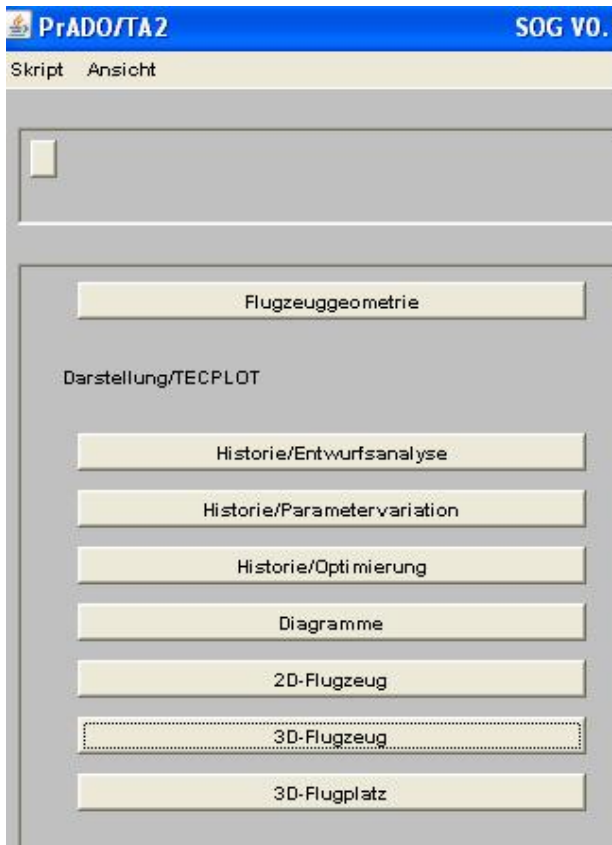 PrADO/TA2 SOG V0.
Skript Ansicht
Flugzeuggeometrie
Darstellung/TECPLOT
Historie/Entwurfsanalyse
Historie/Parametervariation
Historie/Optimierung
Diagramme
2D-Flugzeug
3D-Flugzeug
3D-Flugplatz